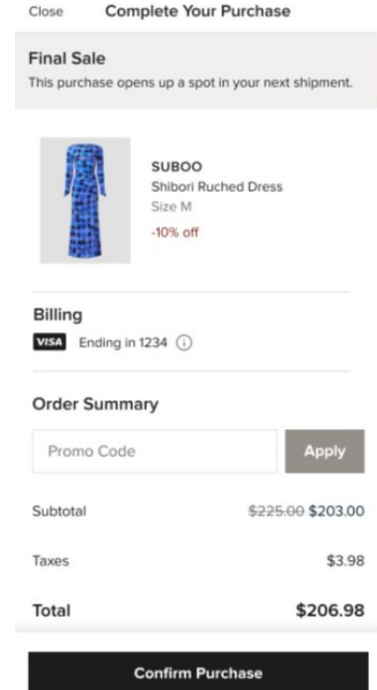 Close Complete Your Purchase
Final Sale
This purchase opens up a spot in your next shipment.
SUBOO
Shibori Ruched Dress
Size M
-10% off
Billing
VISA Ending in 1234
Order Summary
Promo Code Apply
Subtotal $225.00 $203.00
Taxes $3.98
Total $206.98
Confirm Purchase